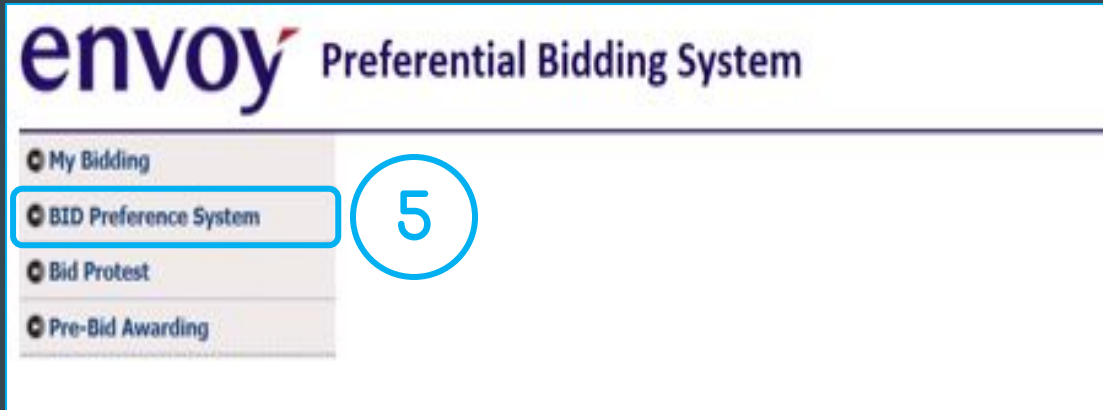 envoy Preferential Bidding System
My Bidding
BID Preference System
5
Bid Protest
Pre-Bid Awarding